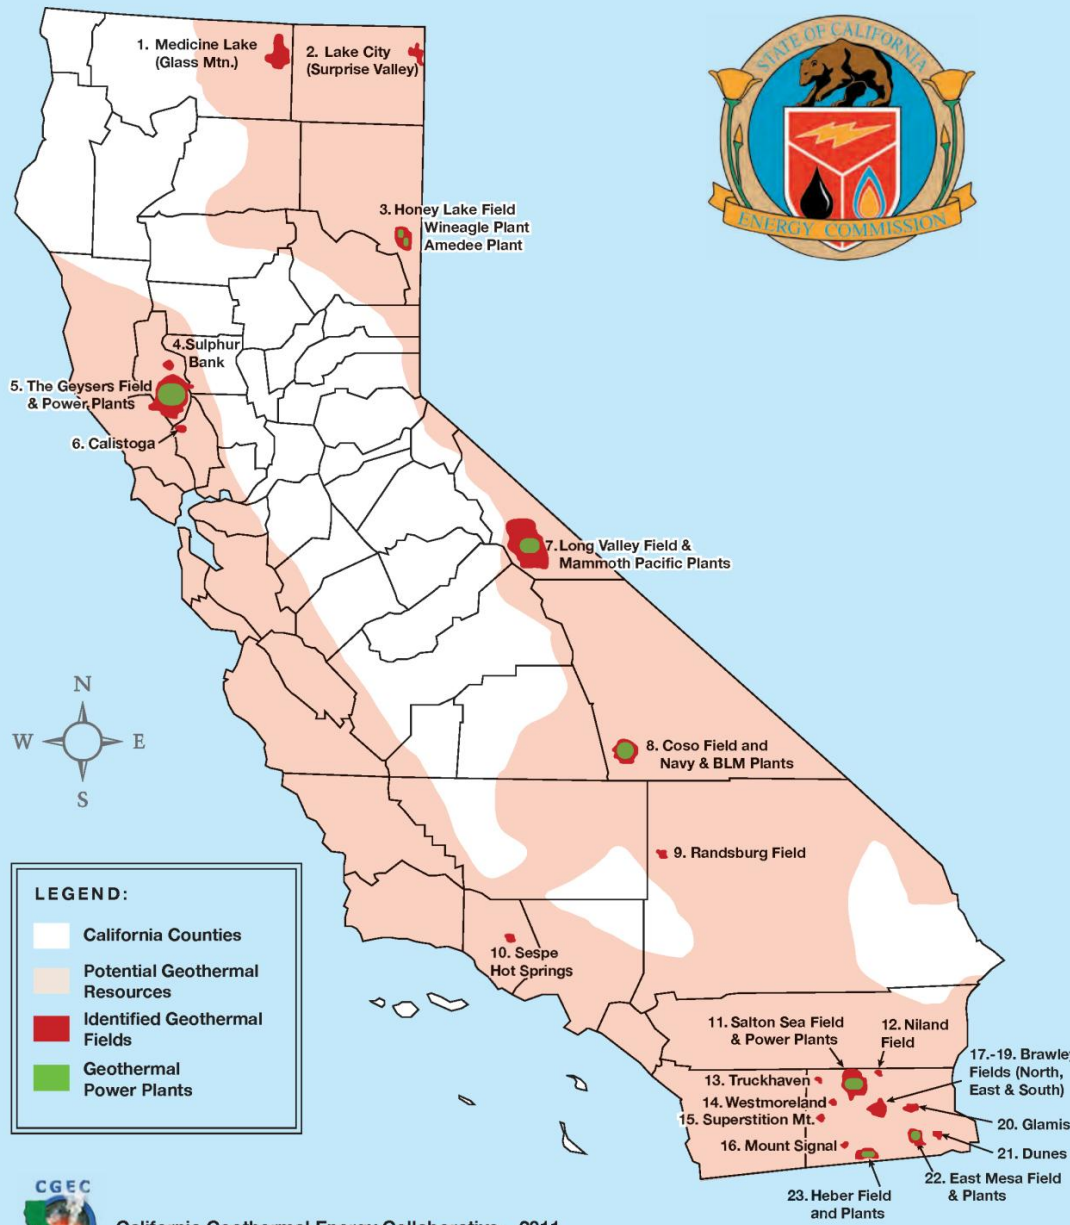 1. Medicine Lake
(Glass Mtn.)
2. Lake City
(Surprise Valley)
STATE OF CALIFORNIA
ENERGY COMMISSION
3. Honey Lake Field
Wineagle Plant
Amedee Plant
4. Sulphur
Bank
5. The Geysers Field
& Power Plants
6. Calistoga
7. Long Valley Field &
Mammoth Pacific Plants
N
W
E
S
8. Coso Field and
Navy & BLM Plants
9. Randsburg Field
LEGEND:
California Counties
Potential Geothermal
Resources
Identified Geothermal
Fields
Geothermal
Power Plants
10. Sespe
Hot Springs
11. Salton Sea Field
& Power Plants
12. Niland
Field
13. Truckhaven
14. Westmoreland
15. Superstition Mt.
16. Mount Signal
17.-19. Brawley
Fields (North,
East & South)
20. Glamis
21. Dunes
22. East Mesa Field
& Plants
23. Heber Field
and Plants
CGEC
California Geothermal Energy Collaborative
2011